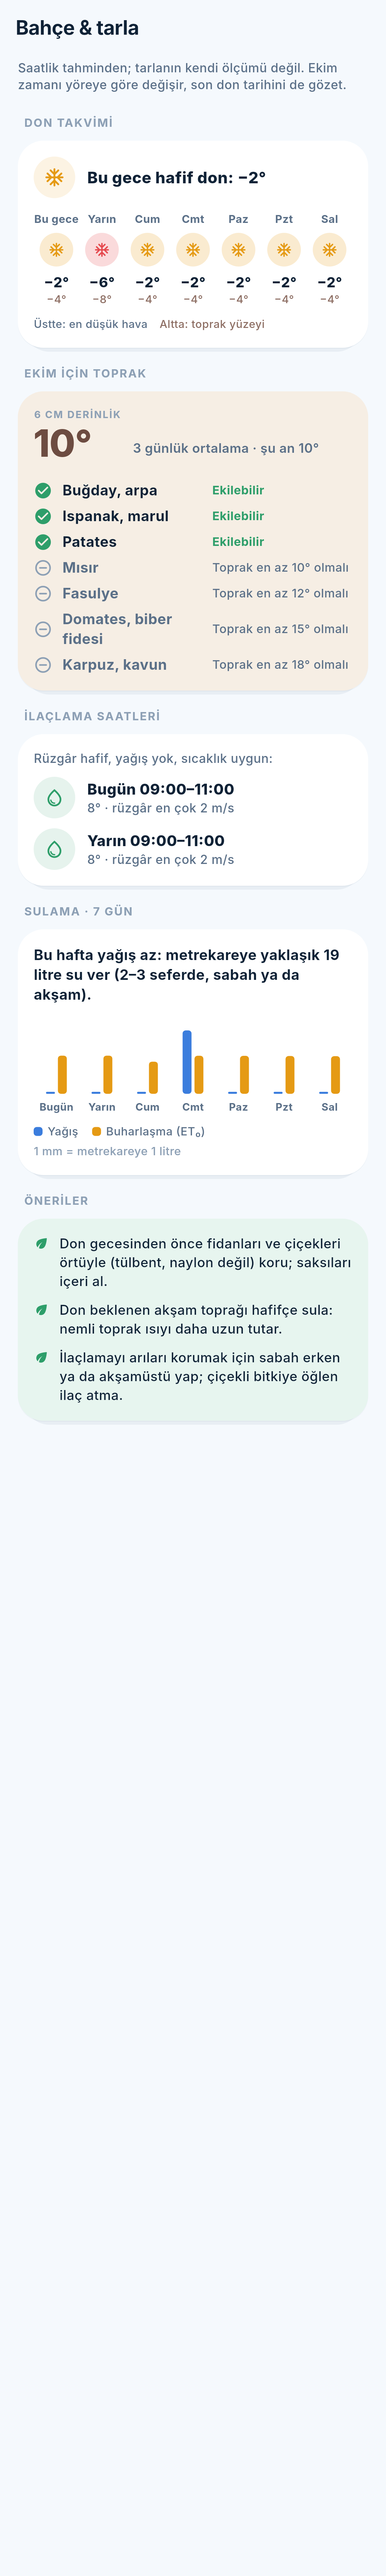 Bahçe & tarla
Saatlik tahminden; tarlanın kendi ölçümü değil. Ekim
zamanı yöreye göre değişir, son don tarihini de gözet.
DON TAKVİMİ
Bu gece hafif don: −2°
Bu gece Yarın Cum Cmt Paz Pzt Sal
−2° −6° −2° −2° −2° −2° −2°
−4° −8° −4° −4° −4° −4° −4°
Üstte: en düşük hava Altta: toprak yüzeyi
EKİM İÇİN TOPRAK
6 CM DERİNLİK
10° 3 günlük ortalama · şu an 10°
Buğday, arpa Ekilebilir
Ispanak, marul Ekilebilir
Patates Ekilebilir
Mısır Toprak en az 10° olmalı
Fasulye Toprak en az 12° olmalı
Domates, biber
fidesi Toprak en az 15° olmalı
Karpuz, kavun Toprak en az 18° olmalı
İLAÇLAMA SAATLERİ
Rüzgâr hafif, yağış yok, sıcaklık uygun:
Bugün 09:00–11:00
8° · rüzgâr en çok 2 m/s
Yarın 09:00–11:00
8° · rüzgâr en çok 2 m/s
SULAMA · 7 GÜN
Bu hafta yağış az: metrekareye yaklaşık 19
litre su ver (2–3 seferde, sabah ya da
akşam).
Bugün Yarın Cum Cmt Paz Pzt Sal
Yağış Buharlaşma (ET₀)
1 mm = metrekareye 1 litre
ÖNERİLER
Don gecesinden önce fidanları ve çiçekleri
örtüyle (tülbent, naylon değil) koru; saksıları
içeri al.
Don beklenen akşam toprağı hafifçe sula:
nemli toprak ısıyı daha uzun tutar.
İlaçlamayı arıları korumak için sabah erken
ya da akşamüstü yap; çiçekli bitkiye öğlen
ilaç atma.